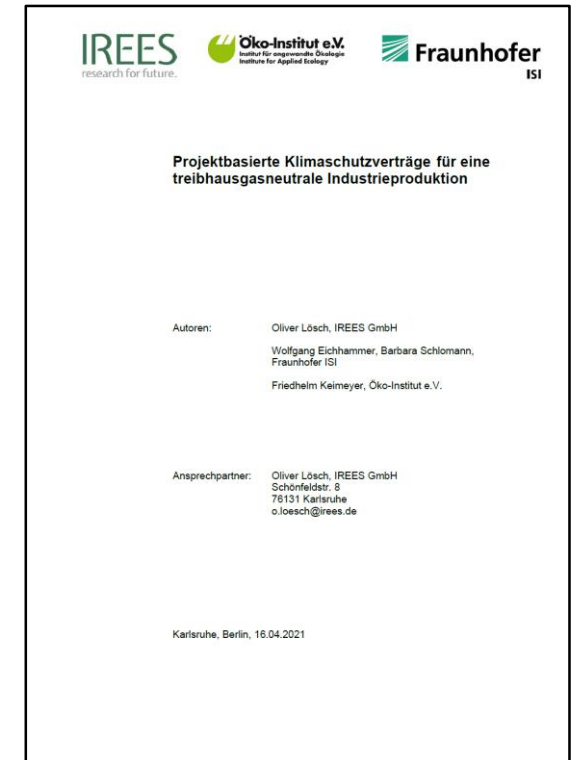 IREES
research for future.
Öko-Institut e.V.
Institut für angewandte Ökologie
Institute for Applied Ecology
Fraunhofer
ISI
Projektbasierte Klimaschutzverträge für eine
treibhausgasneutrale Industrieproduktion
Autoren: Oliver Lösch, IREES GmbH
Wolfgang Eichhammer, Barbara Schlomann,
Fraunhofer ISI
Friedhelm Keimeyer, Öko-Institut e.V.
Ansprechpartner: Oliver Lösch, IREES GmbH
Schönfeldstr. 8
76131 Karlsruhe
o.loesch@irees.de
Karlsruhe, Berlin, 16.04.2021